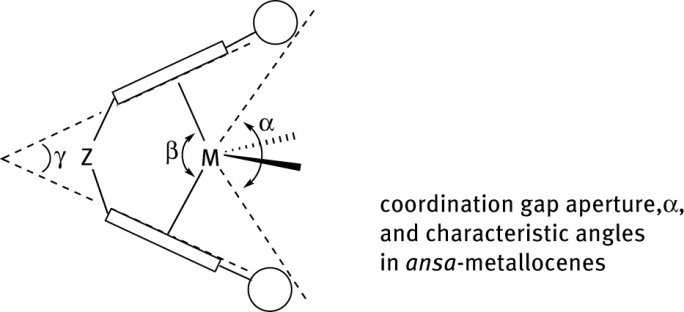 α
γ Z β M
coordination gap aperture,α,
and characteristic angles
in ansa-metallocenes